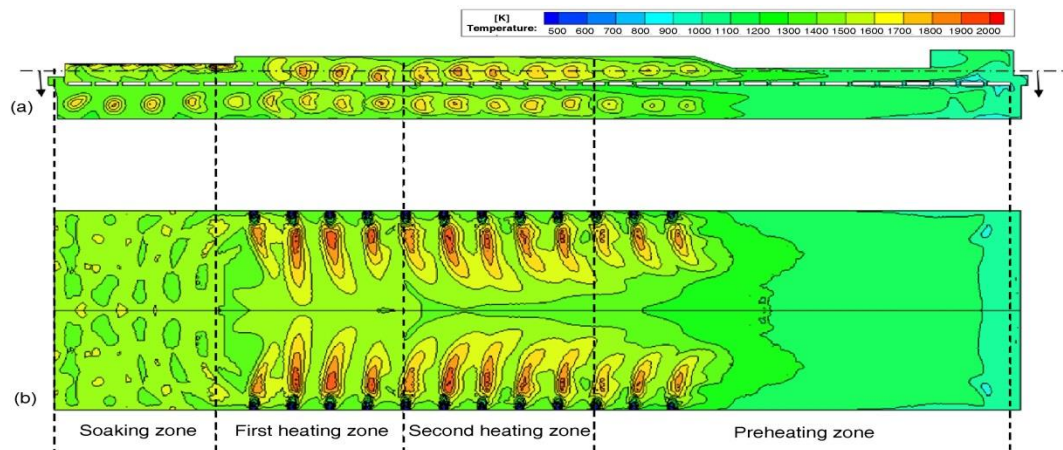 [K]
Temperature: 500 600 700 800 900 1000 1100 1200 1300 1400 1500 1600 1700 1800 1900 2000
(a)
(b)
Soaking zone First heating zone Second heating zone Preheating zone